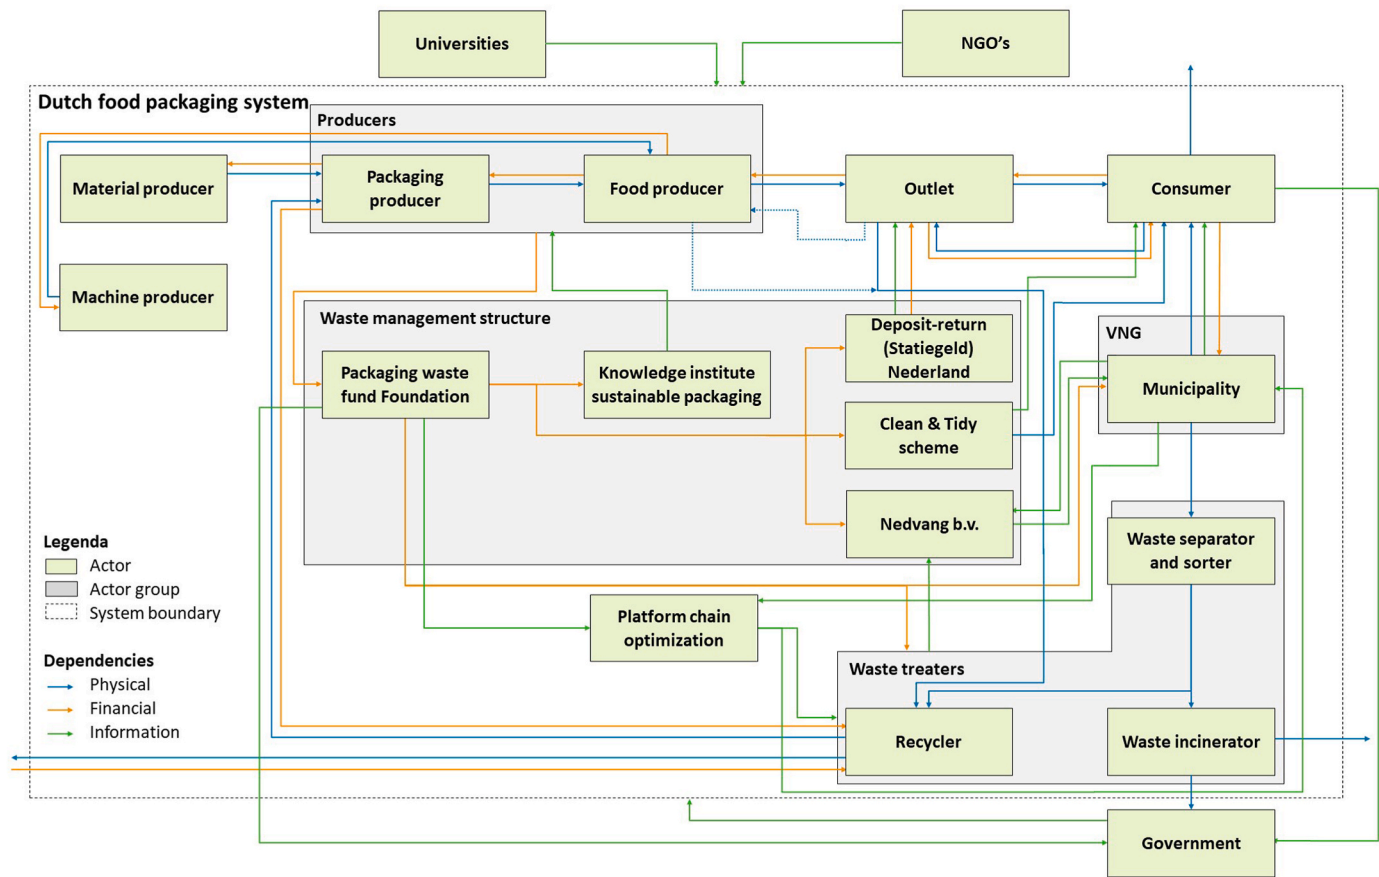 Universities
NGO’s
Dutch food packaging system
Producers
Material producer
Packaging
producer
Food producer
Outlet
Consumer
Machine producer
Waste management structure
Deposit-return
(Statiegeld)
Nederland
VNG
Packaging waste
fund Foundation
Knowledge institute
sustainable packaging
Municipality
Clean & Tidy
scheme
Nedvang b.v.
Waste separator
and sorter
Legenda
Actor
Actor group
System boundary
Platform chain
optimization
Dependencies
Physical
Financial
Information
Waste treaters
Recycler
Waste incinerator
Government